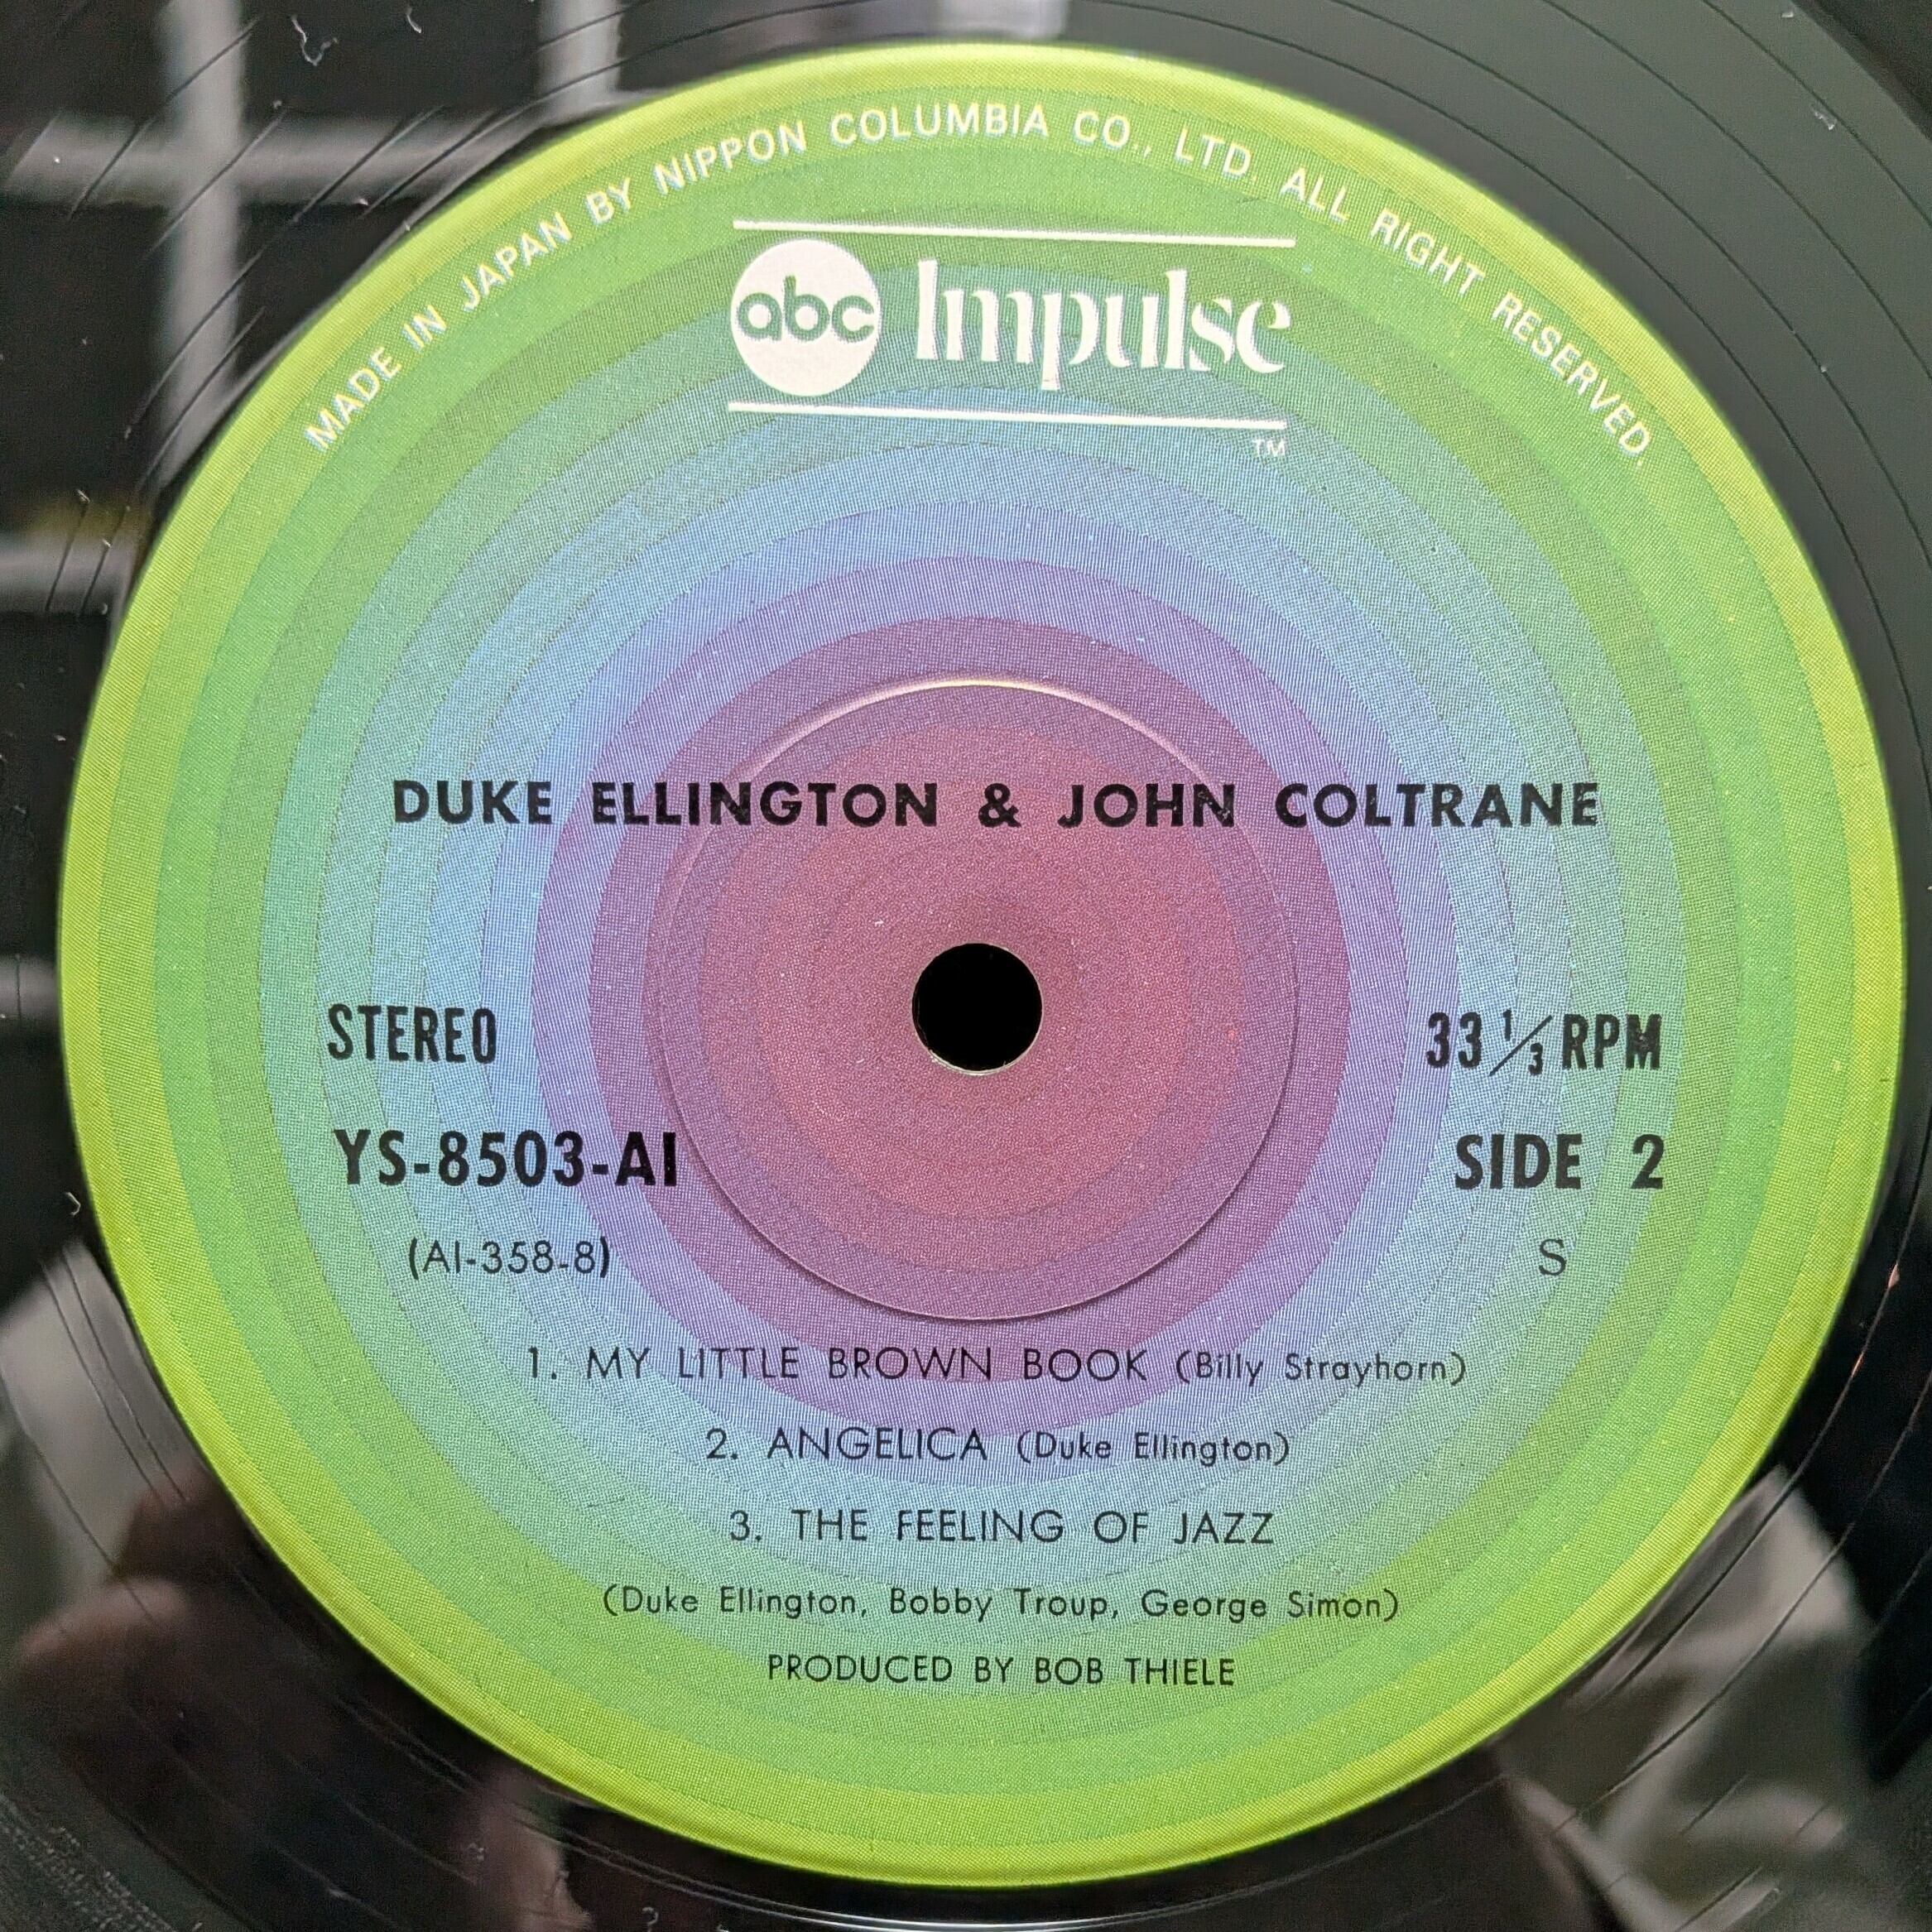 MADE IN JAPAN BY NIPPON COLUMBIA CO., LTD. ALL RIGHT RESERVED.
abc Impulse
TM
DUKE ELLINGTON & JOHN COLTRANE
STEREO
33 1/3 RPM
YS-8503-AI
SIDE 2
(AI-358-8)
S
1. MY LITTLE BROWN BOOK (Billy Strayhorn)
2. ANGELICA (Duke Ellington)
3. THE FEELING OF JAZZ
(Duke Ellington, Bobby Troup, George Simon)
PRODUCED BY BOB THIELE